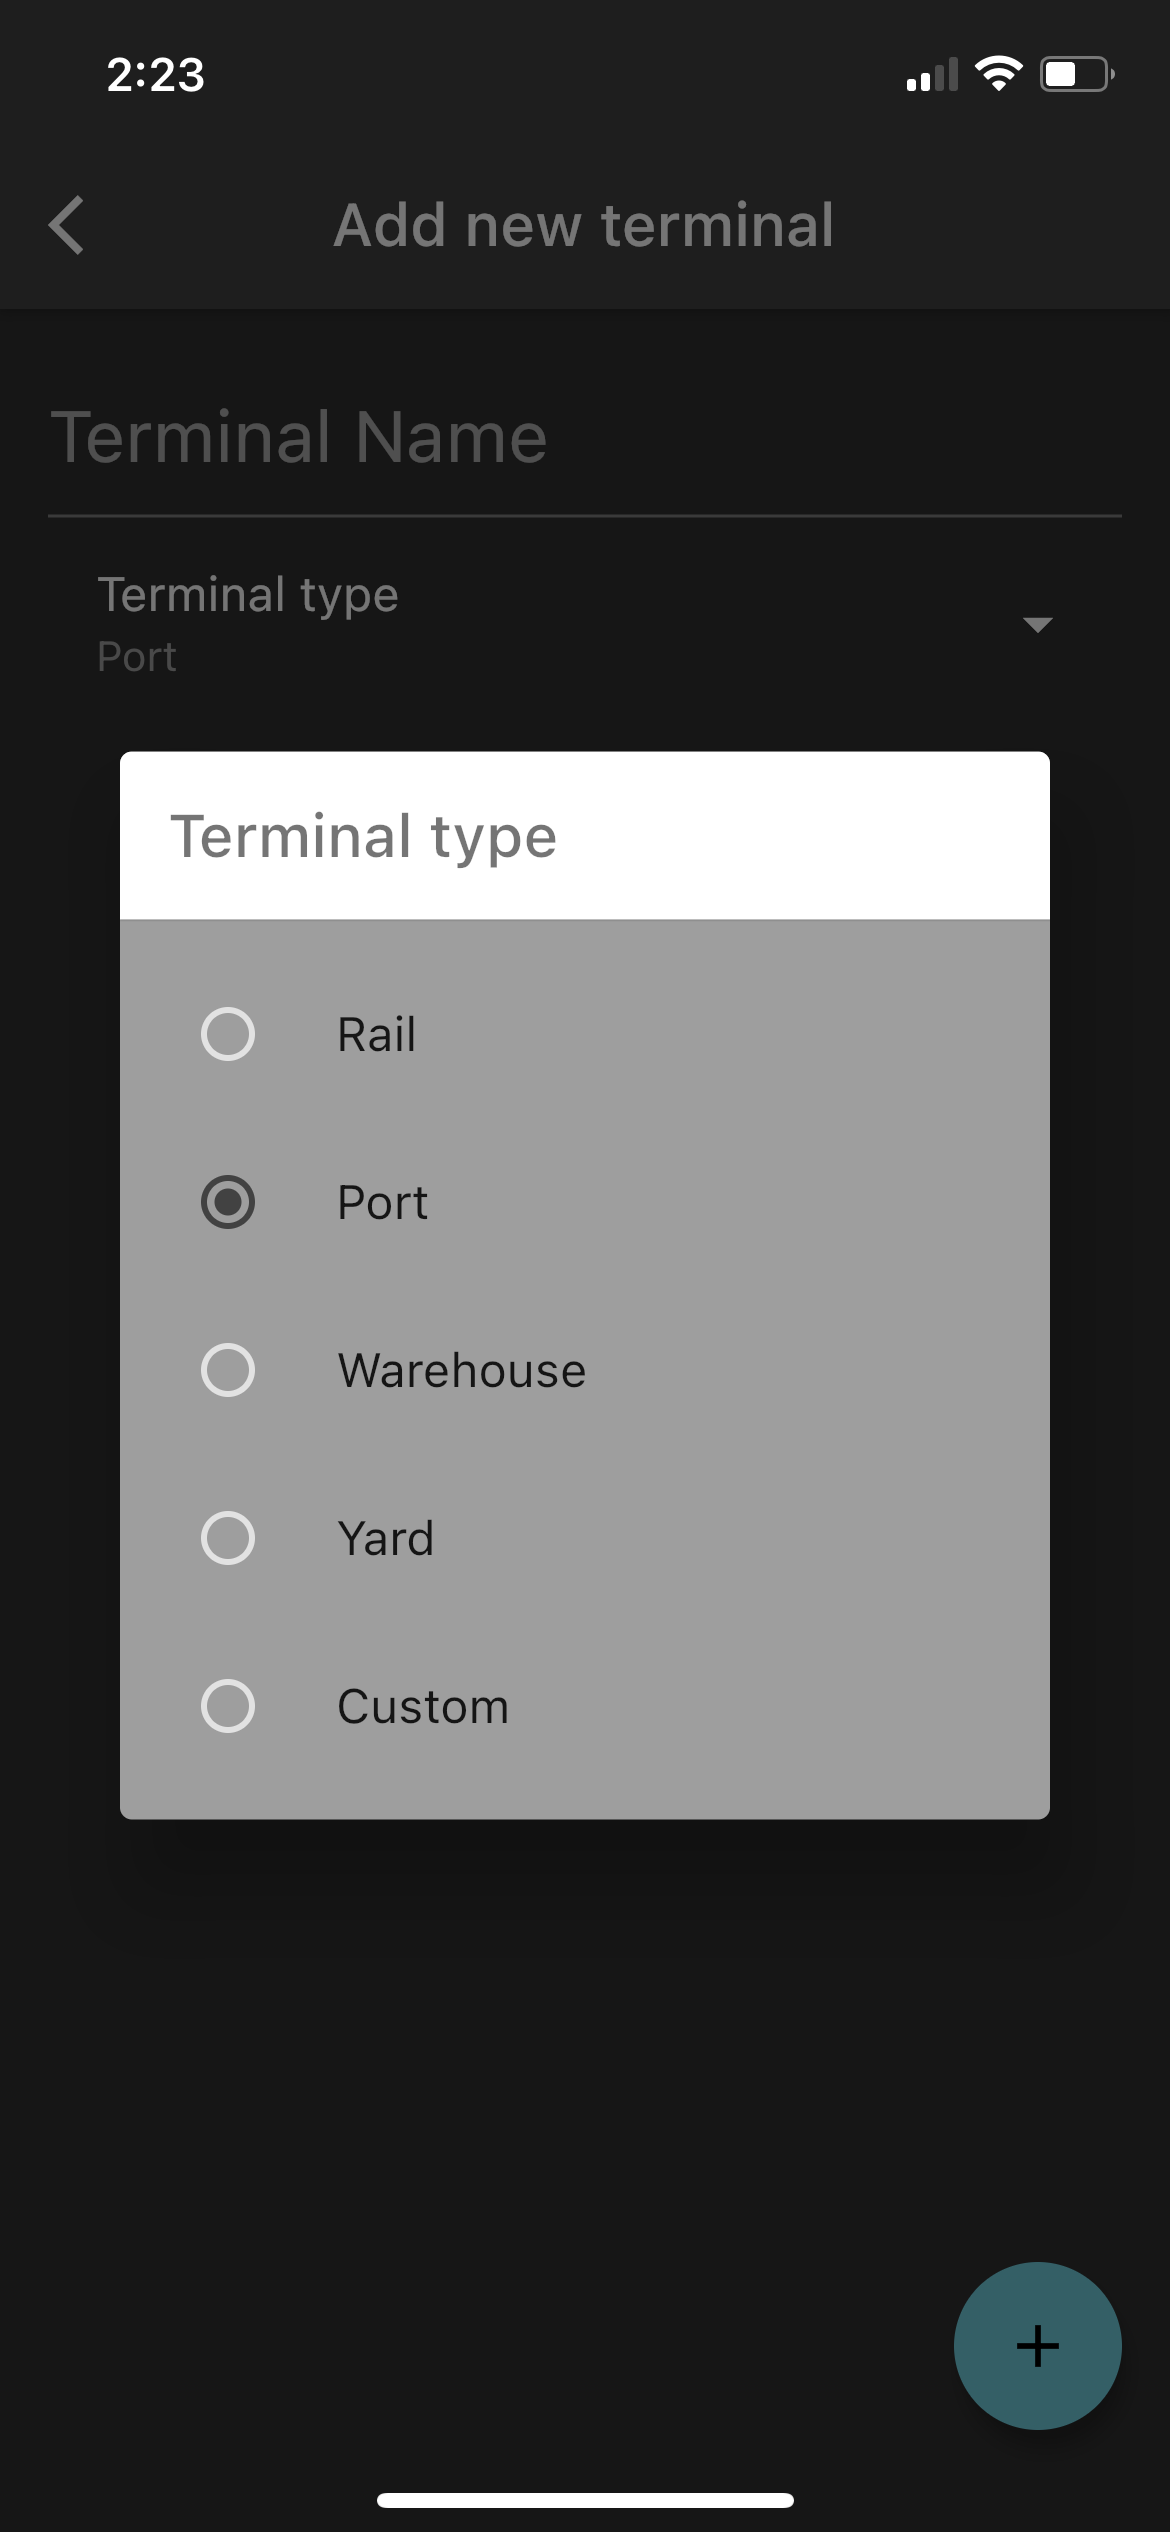 2:23
Add new terminal
Terminal Name
Terminal type
Port
Terminal type
Rail
Port
Warehouse
Yard
Custom